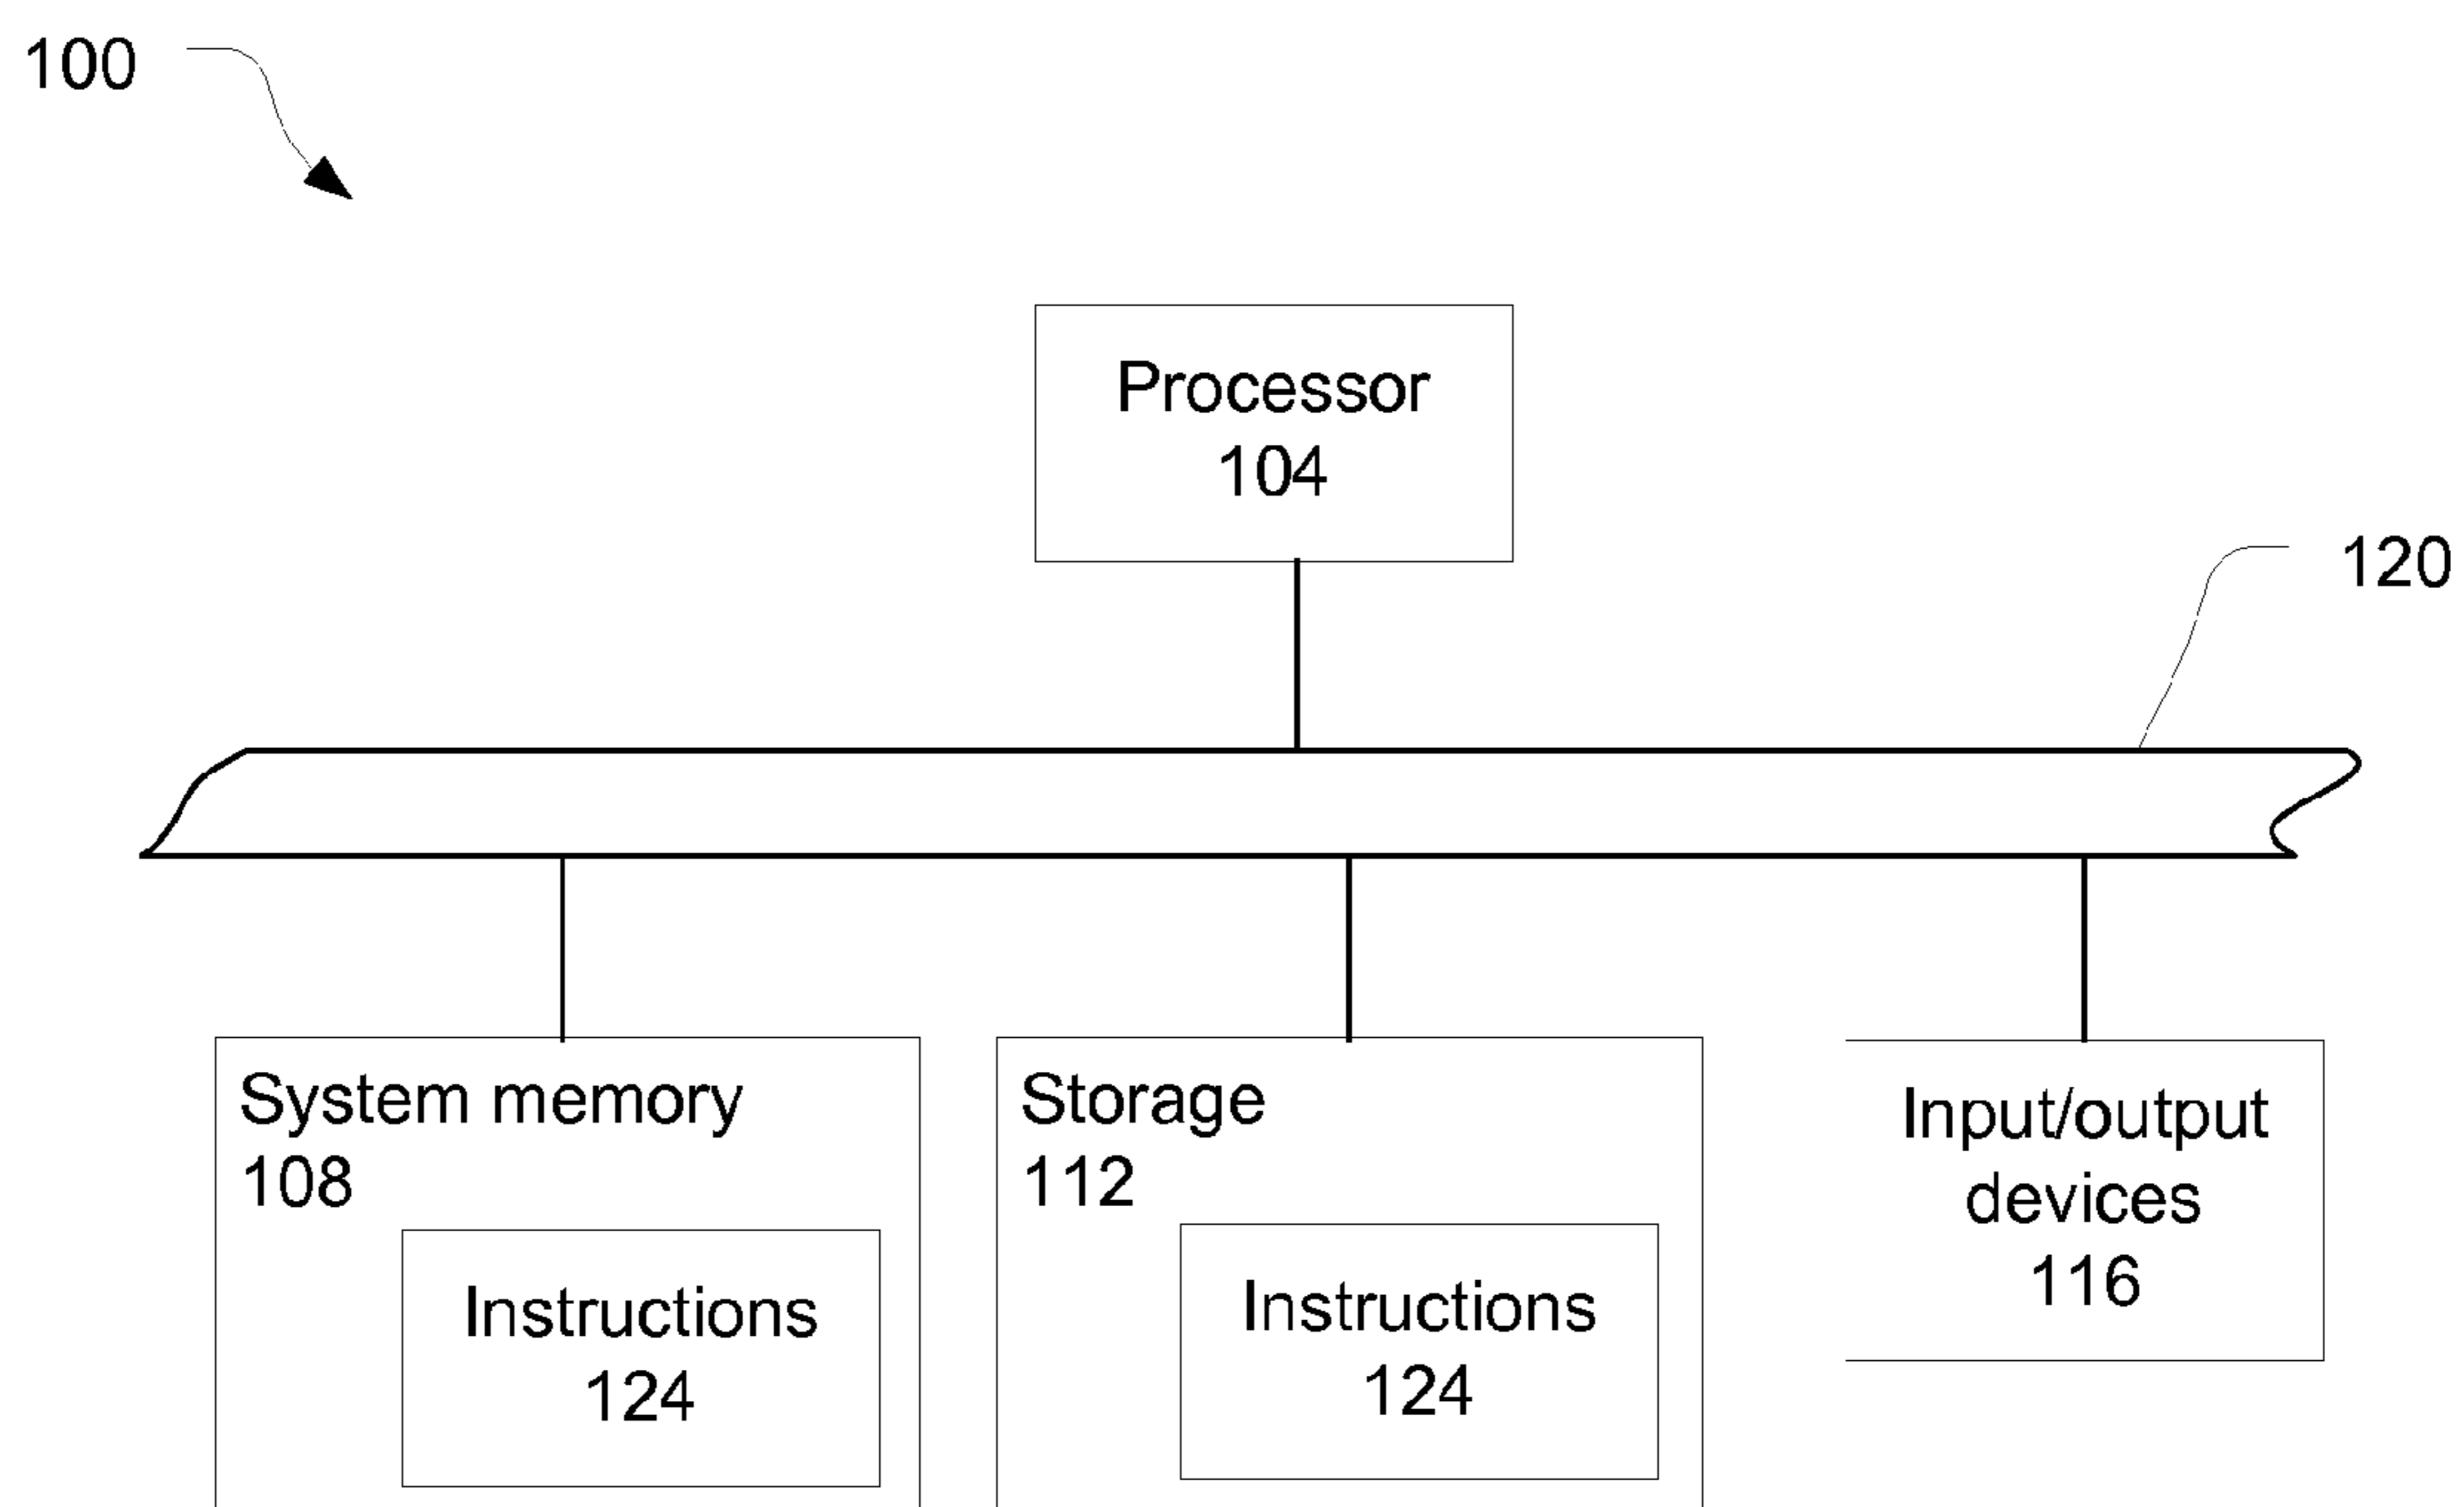 100
Processor
104
120
System memory
108
Instructions
124
Storage
112
Instructions
124
Input/output
devices
116